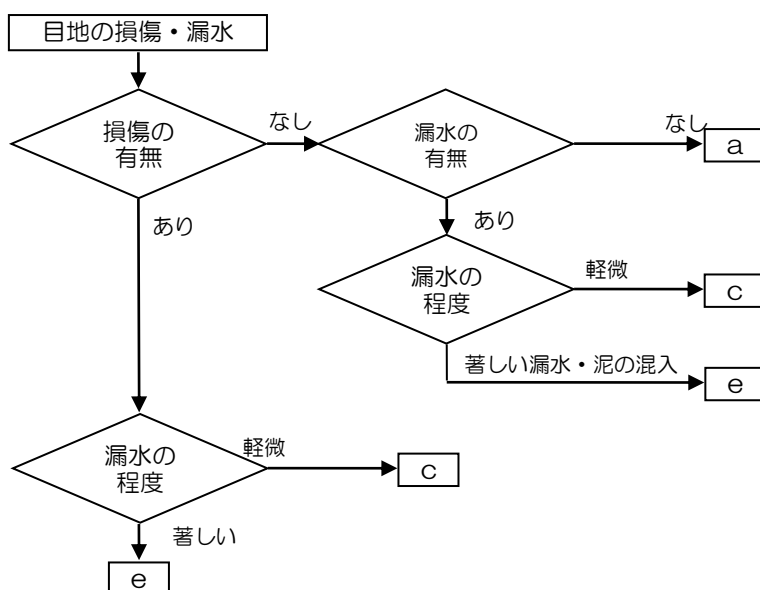 目地の損傷・漏水
損傷の
有無
なし
漏水の
有無
なし
a
あり
あり
漏水の
程度
軽微
c
著しい漏水・泥の混入
e
漏水の
程度
軽微
c
著しい
e